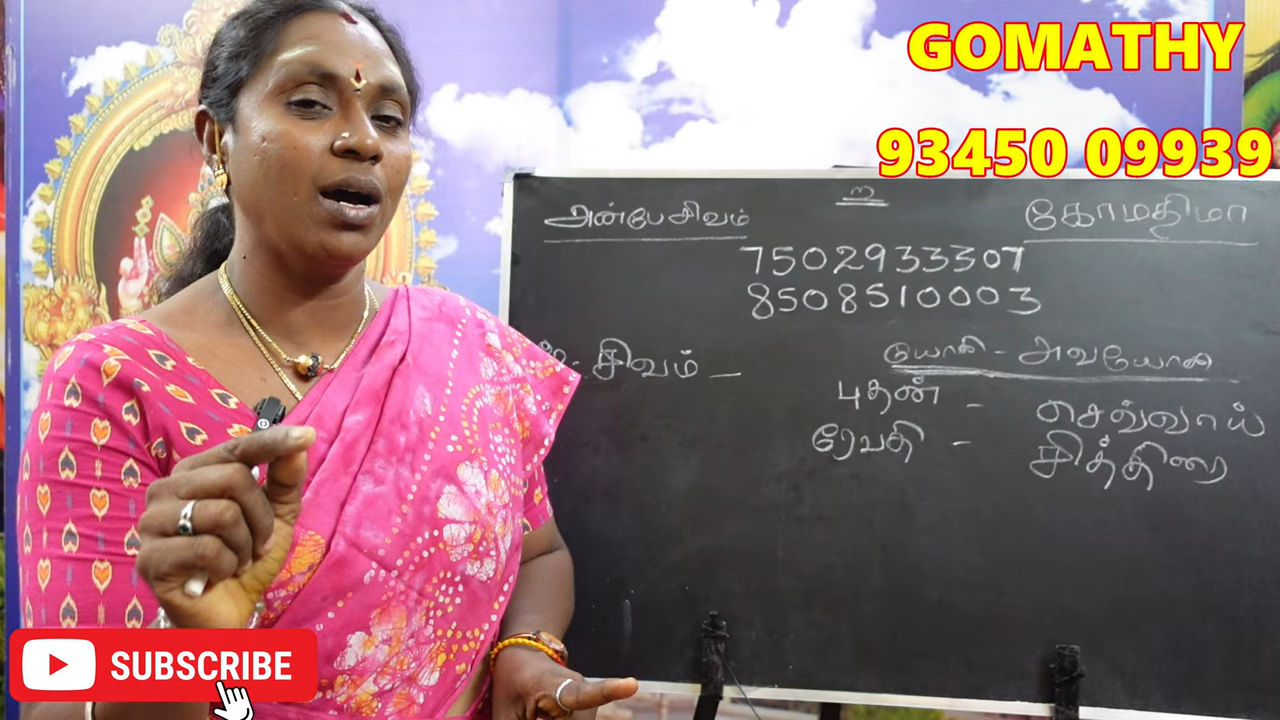 GOMATHY
93450 09939
உ
அன்பே சிவம்
கோமதிமா
7502933307
8508510003
சிவம் -
யோகி - அவயோகி
புதன் - செவ்வாய்
ரேவதி - சித்திரை
SUBSCRIBE